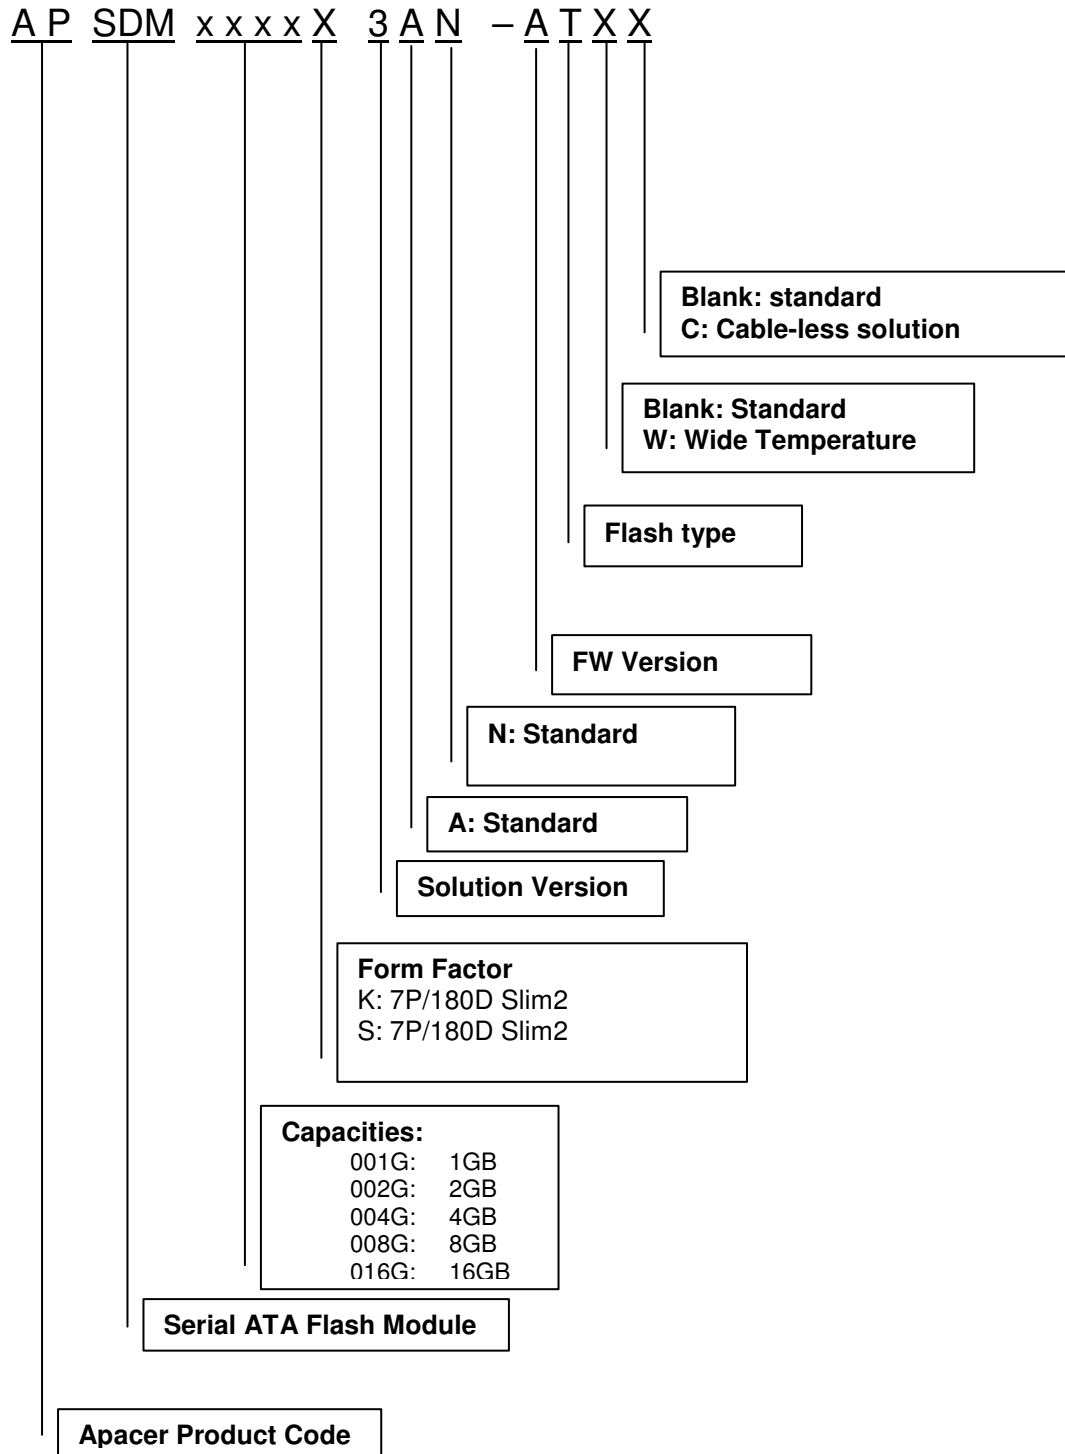 A P SDM x x x x X 3 A N – A T X X
Blank: standard
C: Cable-less solution
Blank: Standard
W: Wide Temperature
Flash type
FW Version
N: Standard
A: Standard
Solution Version
Form Factor
K: 7P/180D Slim2
S: 7P/180D Slim2
Capacities:
001G: 1GB
002G: 2GB
004G: 4GB
008G: 8GB
016G: 16GB
Serial ATA Flash Module
Apacer Product Code